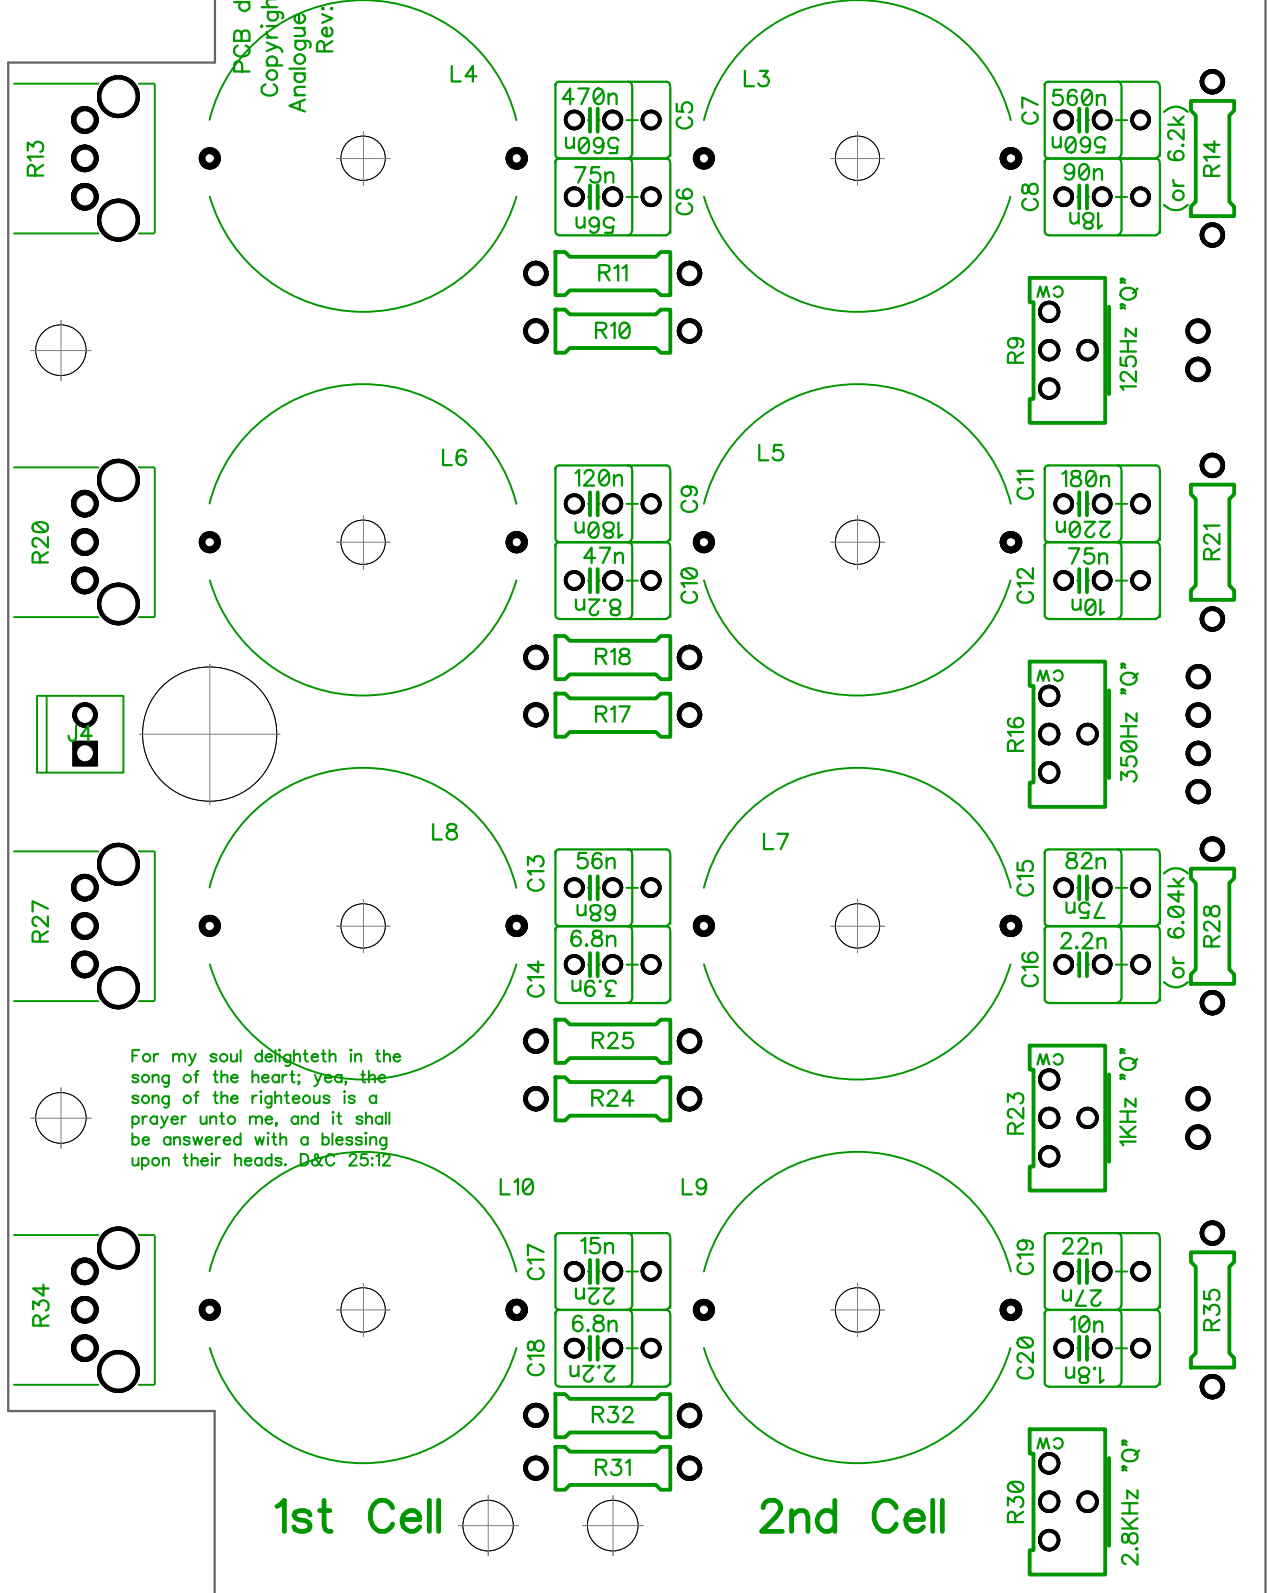 PCB d
Copyrigh
Analogue
Rev:
L4
L3
R13
470n
560n
C5
75n
56n
C6
C7
560n
560n
C8
90n
18n
(or 6.2k)
R14
R11
R10
CW
R9
125Hz "Q"
L6
L5
R20
120n
180n
C9
47n
8.2n
C10
C11
180n
220n
C12
75n
10n
R21
R18
R17
J4
CW
R16
350Hz "Q"
L8
L7
R27
C13
56n
68n
C14
6.8n
3.9n
C15
82n
75n
C16
2.2n
(or 6.04k)
R28
R25
R24
For my soul delighteth in the
song of the heart; yea, the
song of the righteous is a
prayer unto me, and it shall
be answered with a blessing
upon their heads. D&C 25:12
CW
R23
1KHz "Q"
L10
L9
R34
C17
15n
22n
C18
6.8n
2.2n
C19
22n
27n
C20
10n
1.8n
R35
R32
R31
CW
R30
2.8KHz "Q"
1st Cell
2nd Cell